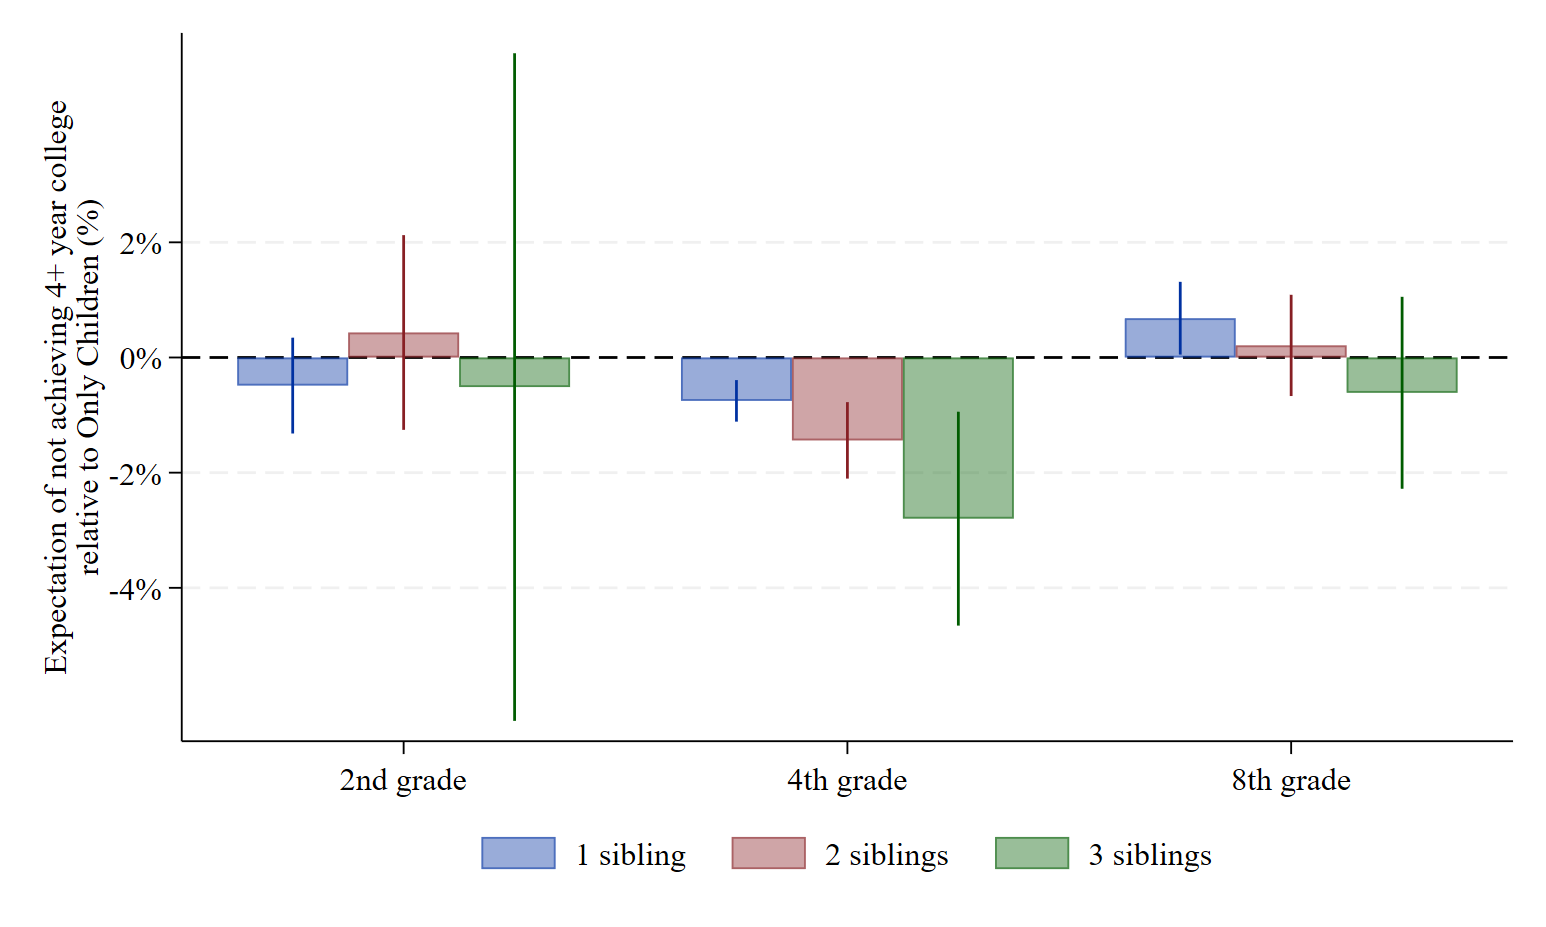 Expectation of not achieving 4+ year college
relative to Only Children (%)
2%
0%
-2%
-4%
2nd grade
4th grade
8th grade
1 sibling
2 siblings
3 siblings